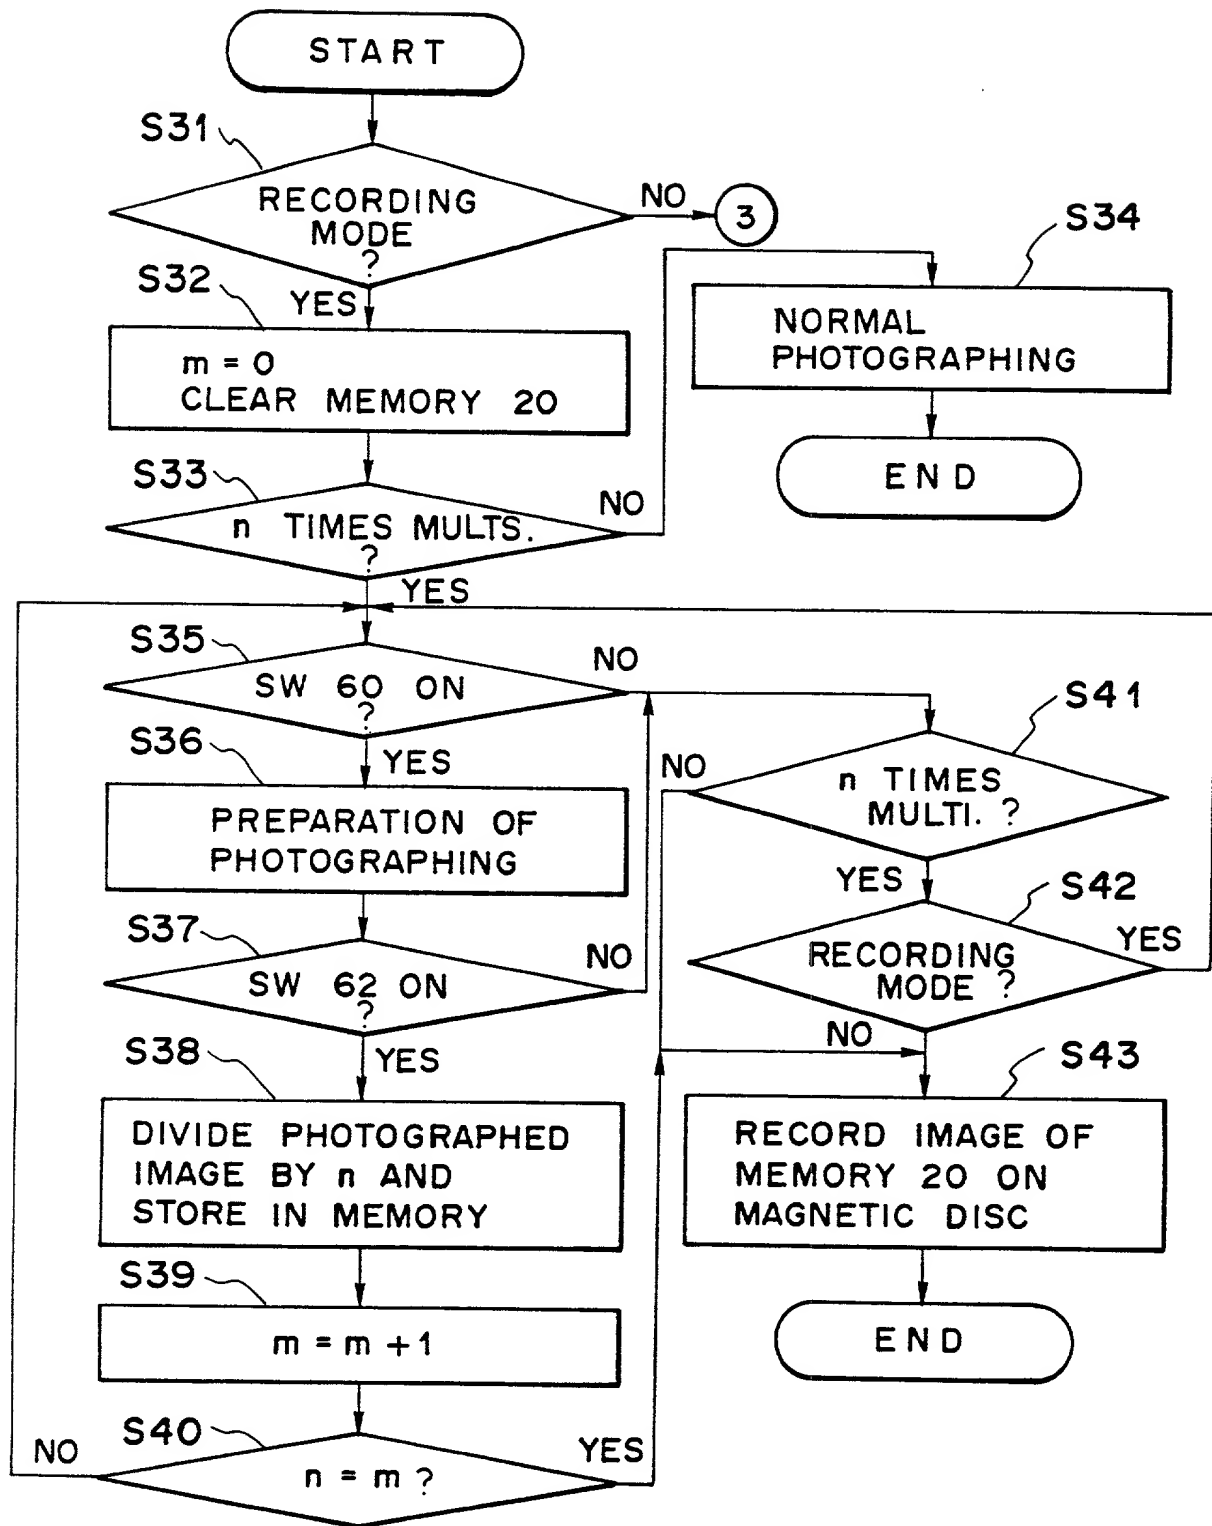 START
S31
RECORDING
MODE
?
NO
3
S34
S32
YES
NORMAL
PHOTOGRAPHING
m = 0
CLEAR MEMORY 20
S33
END
n TIMES MULTS.
?
NO
YES
S35
NO
SW 60 ON
?
S41
S36
YES
NO
n TIMES
MULTI. ?
PREPARATION OF
PHOTOGRAPHING
YES
S42
S37
NO
YES
SW 62 ON
?
RECORDING
MODE ?
S38
YES
NO
S43
DIVIDE PHOTOGRAPHED
IMAGE BY n AND
STORE IN MEMORY
RECORD IMAGE OF
MEMORY 20 ON
MAGNETIC DISC
S39
m = m + 1
END
S40
NO
YES
n = m ?